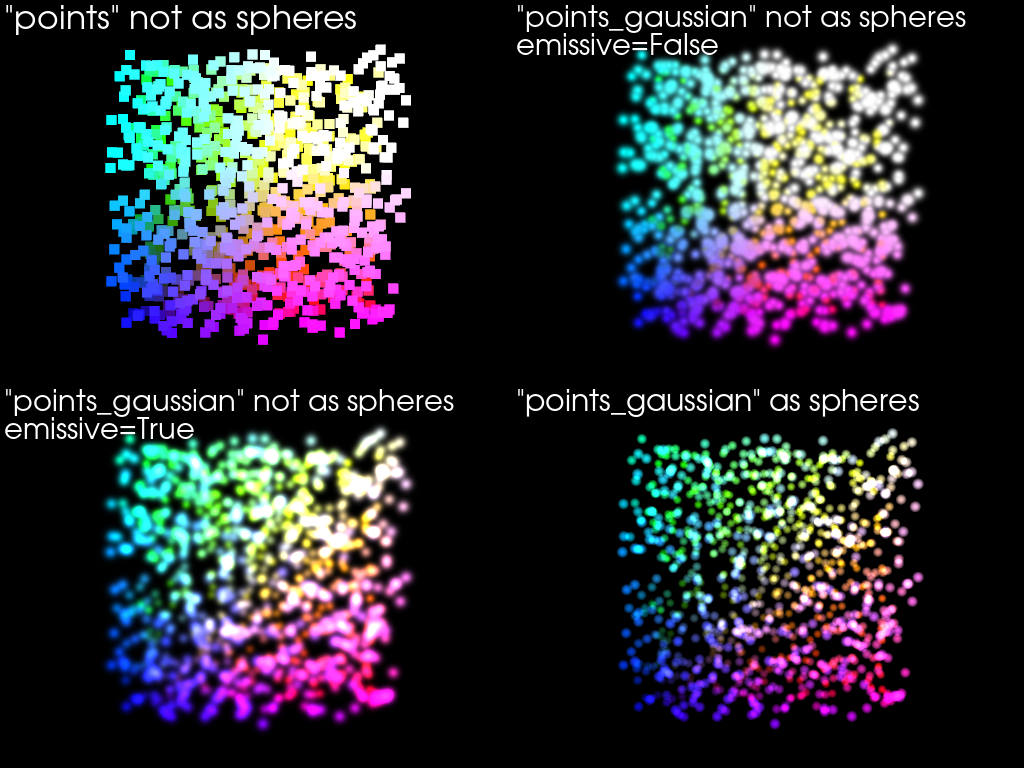 "points" not as spheres
"points_gaussian" not as spheres
emissive=False
"points_gaussian" not as spheres
emissive=True
"points_gaussian" as spheres